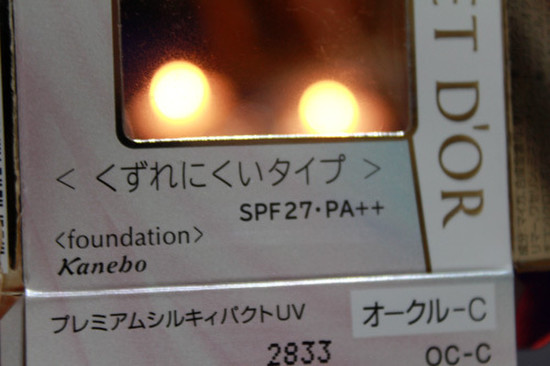 ET D'OR
< くずれにくいタイプ >
SPF27・PA++
<foundation>
Kanebo
プレミアムシルキィパクトUV
オークル-C
2833
OC-C